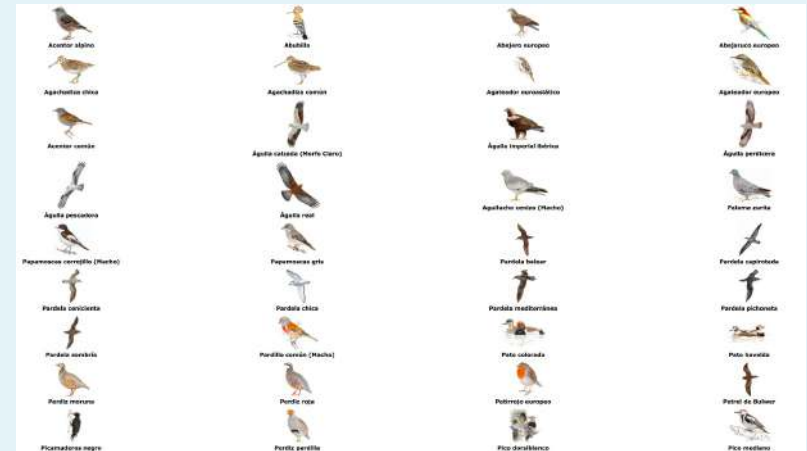 Acentor alpino
Abubilla
Abejero europeo
Abejaruco europeo
Agachadiza chica
Agachadiza común
Agateador euroasiático
Agateador europeo
Acentor común
Águila calzada (Morfo Claro)
Águila imperial ibérica
Águila perdicera
Águila pescadora
Águila real
Aguilucho cenizo (Macho)
Paloma zurita
Papamoscas cerrojillo (Macho)
Papamoscas gris
Pardela balear
Pardela capirotada
Pardela cenicienta
Pardela chica
Pardela mediterránea
Pardela pichoneta
Pardela sombría
Pardillo común (Macho)
Pato colorado
Pato havelda
Perdiz moruna
Perdiz roja
Petirrojo europeo
Petrel de Bulwer
Picamaderos negro
Perdiz pardilla
Pico dorsiblanco
Pico mediano